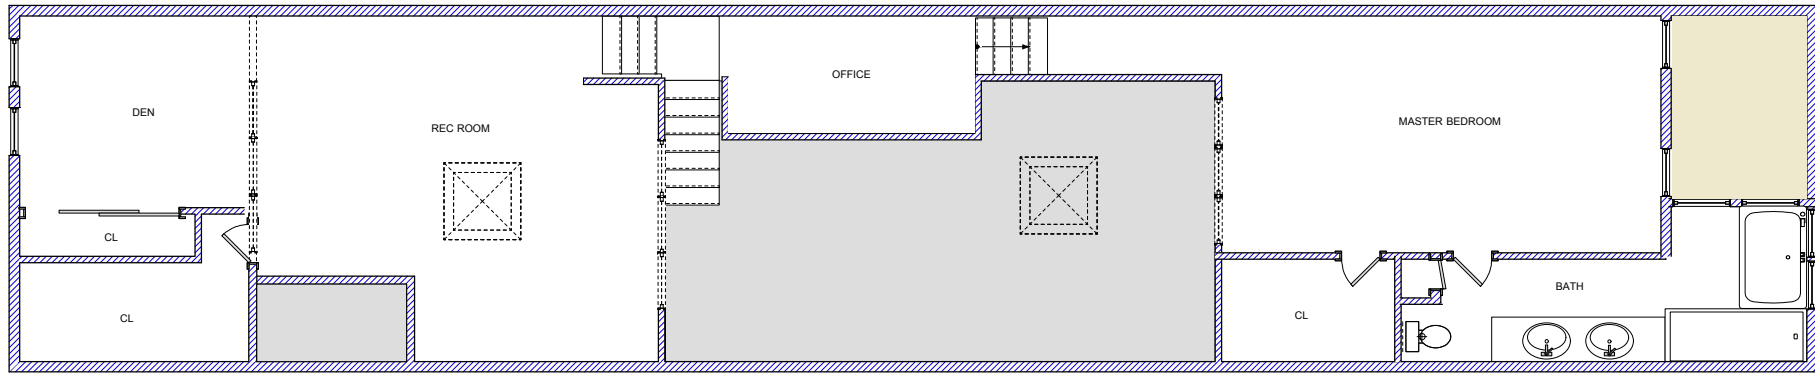 DEN
REC ROOM
OFFICE
MASTER BEDROOM
CL
CL
CL
BATH